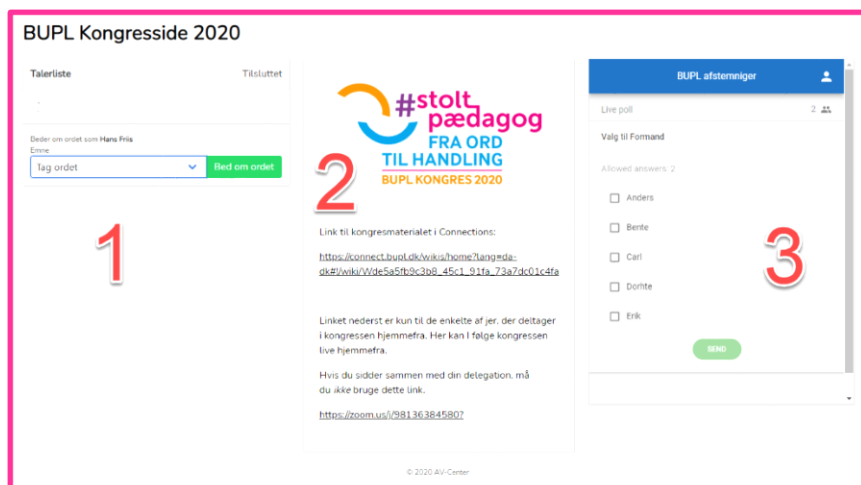 BUPL Kongresside 2020
Talerliste
Tilsluttet
Beder om ordet som Hans Friis
Emne
Tag ordet
Bed om ordet
1
#stolt
pædagog
FRA ORD
TIL HANDLING
BUPL KONGRES 2020
2
Link til kongresmaterialet i Connections:
https://connect.bupl.dk/wikis/home?lang=da-
dk#!/wiki/Wde5a5fb9c3b8_45c1_91fa_73a7dc01c4fa
Linket nederst er kun til de enkelte af jer, der deltager
i kongressen hjemmefra. Her kan I følge kongressen
live hjemmefra.
Hvis du sidder sammen med din delegation, må
du ikke bruge dette link.
https://zoom.us/j/98136384580?
BUPL afstemniger
Live poll
2
Valg til Formand
Allowed answers: 2
Anders
Bente
Carl
Dorhte
Erik
SEND
3
© 2020 AV-Center